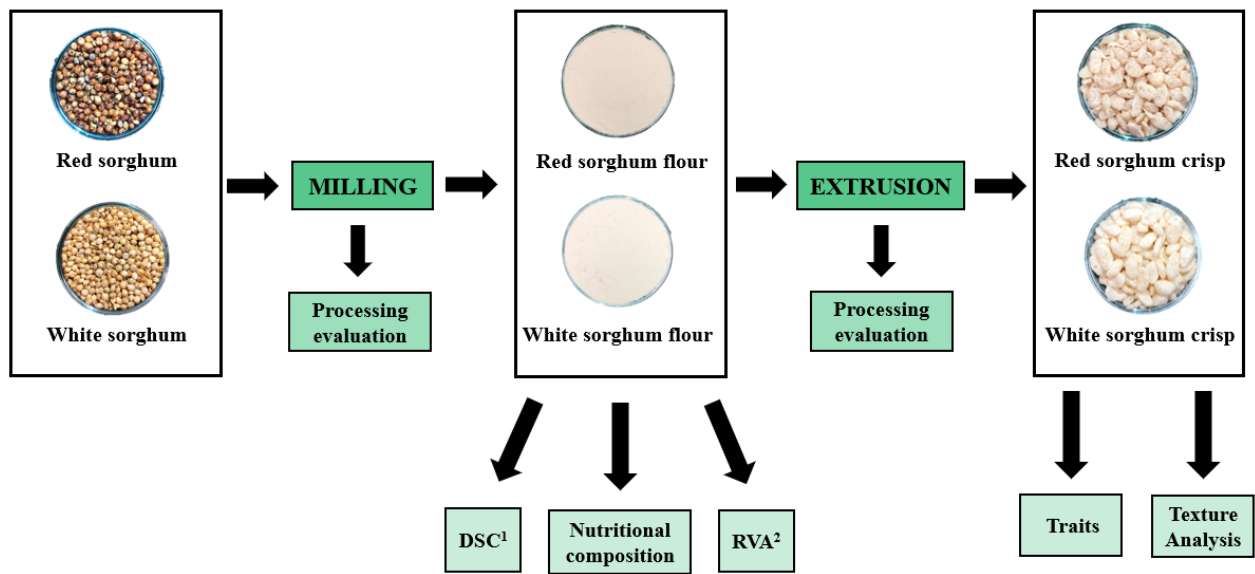 Red sorghum
White sorghum
MILLING
Processing
evaluation
Red sorghum flour
White sorghum flour
EXTRUSION
Processing
evaluation
Red sorghum crisp
White sorghum crisp
DSC¹
Nutritional
composition
RVA²
Traits
Texture
Analysis